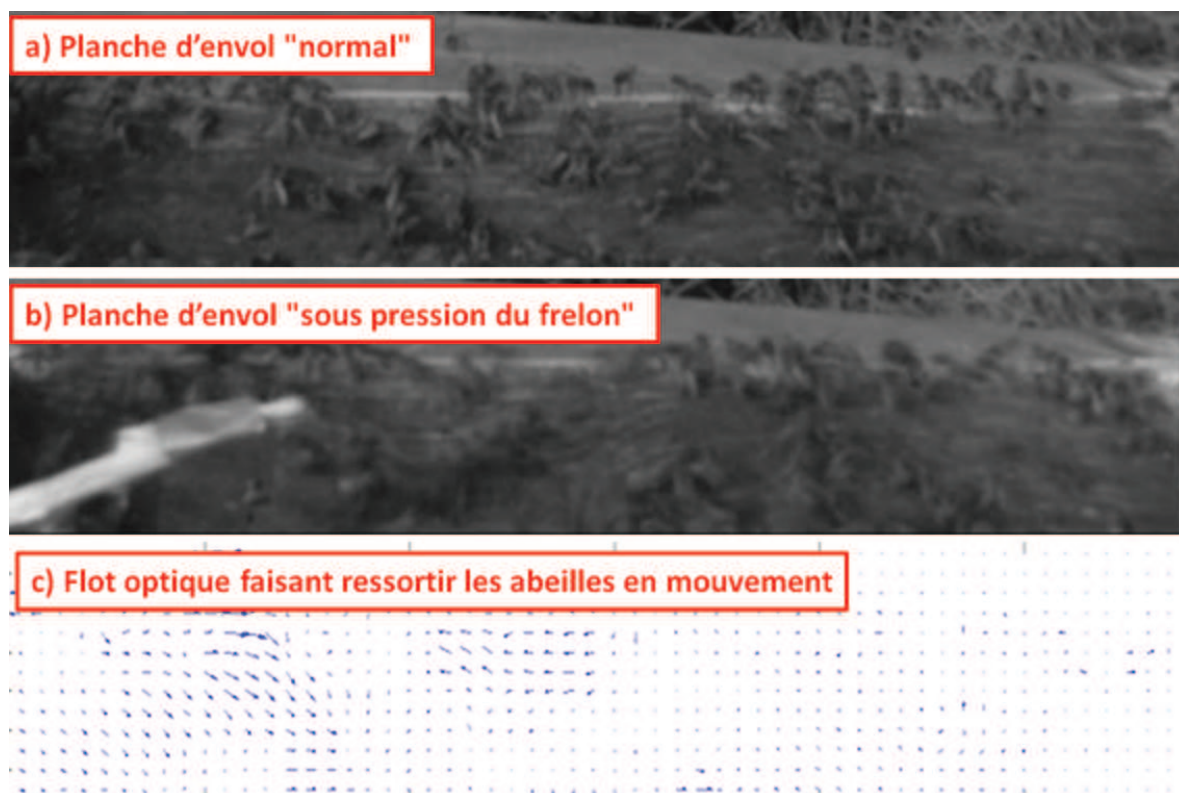 a) Planche d’envol "normal"
b) Planche d’envol "sous pression du frelon"
c) Flot optique faisant ressortir les abeilles en mouvement